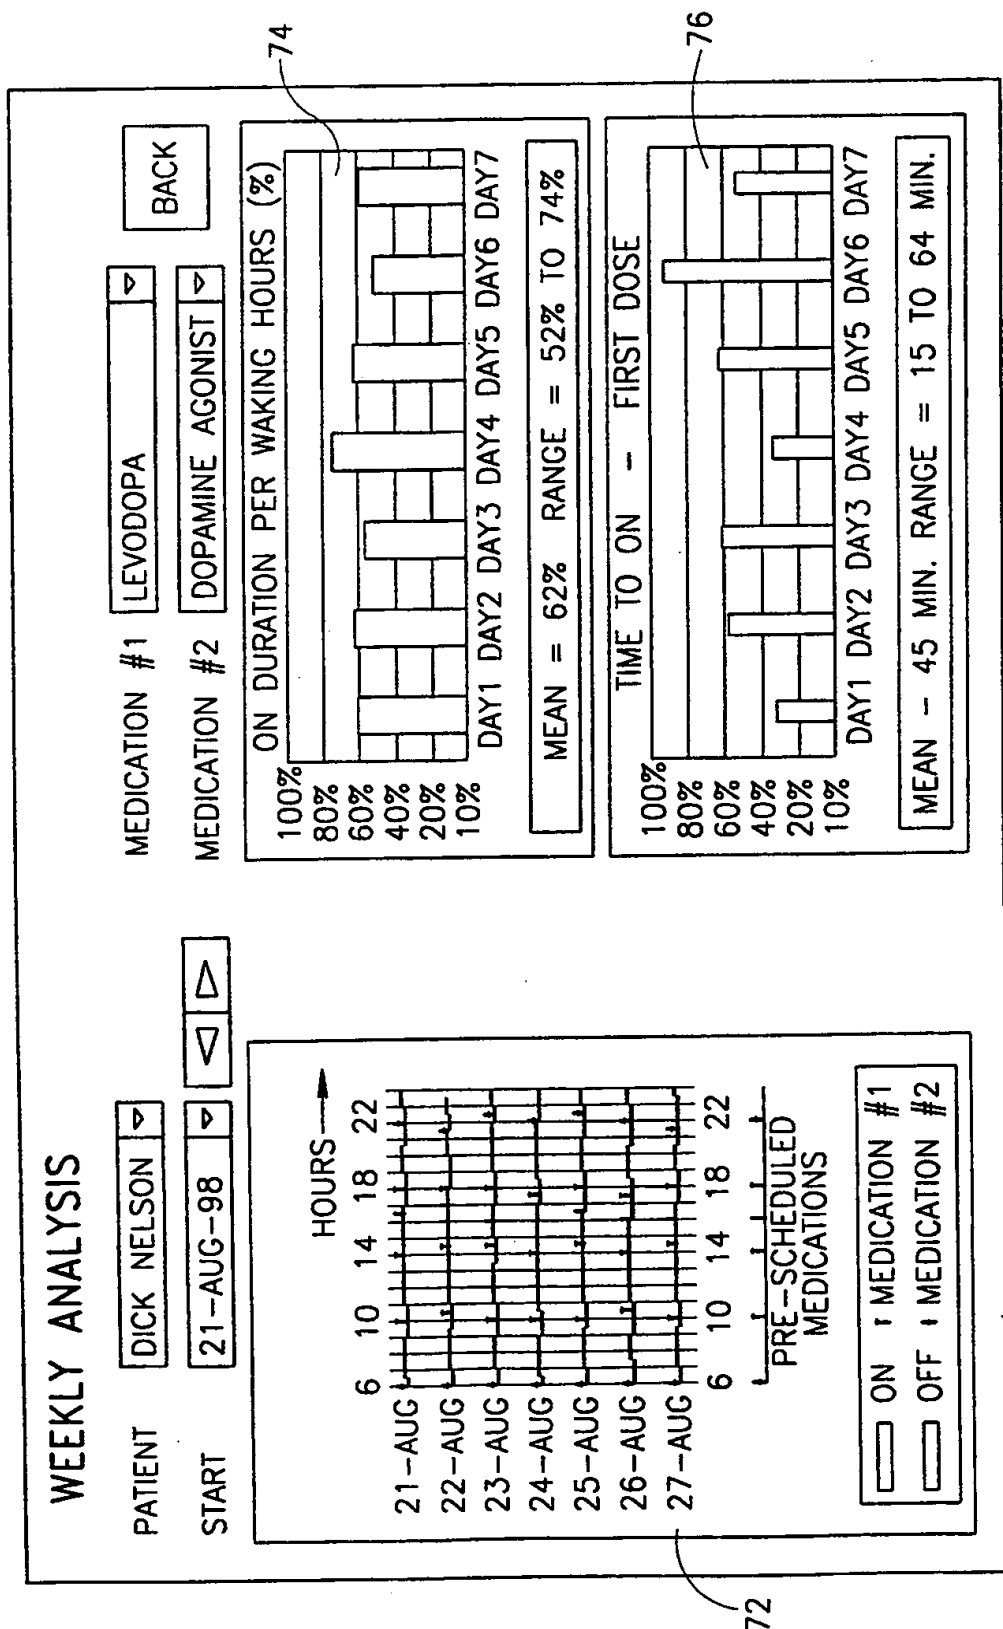 WEEKLY ANALYSIS
PATIENT DICK NELSON
START 21-AUG-98
MEDICATION #1 LEVODOPA
MEDICATION #2 DOPAMINE AGONIST
BACK
HOURS
6 10 14 18 22
21-AUG
22-AUG
23-AUG
24-AUG
25-AUG
26-AUG
27-AUG
6 10 14 18 22
PRE-SCHEDULED
MEDICATIONS
ON MEDICATION #1
OFF MEDICATION #2
72
ON DURATION PER WAKING HOURS (%)
100%
80%
60%
40%
20%
10%
DAY1 DAY2 DAY3 DAY4 DAY5 DAY6 DAY7
MEAN = 62% RANGE = 52% TO 74%
74
TIME TO ON - FIRST DOSE
100%
80%
60%
40%
20%
10%
DAY1 DAY2 DAY3 DAY4 DAY5 DAY6 DAY7
MEAN - 45 MIN. RANGE = 15 TO 64 MIN.
76